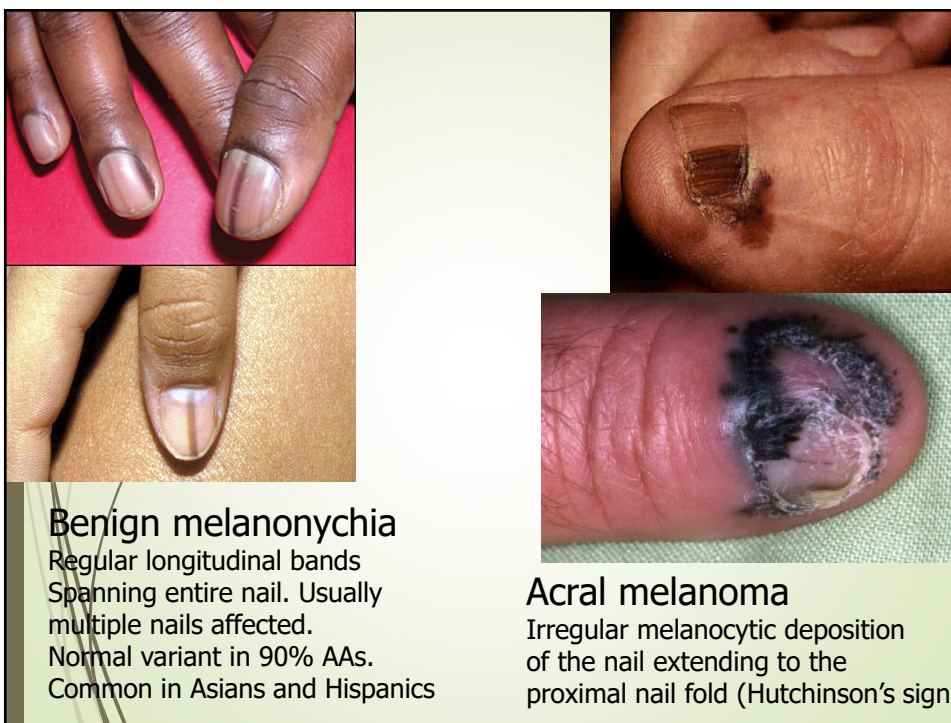 Benign melanonychia
Regular longitudinal bands
Spanning entire nail. Usually
multiple nails affected.
Normal variant in 90% AAs.
Common in Asians and Hispanics
Acral melanoma
Irregular melanocytic deposition
of the nail extending to the
proximal nail fold (Hutchinson's sign